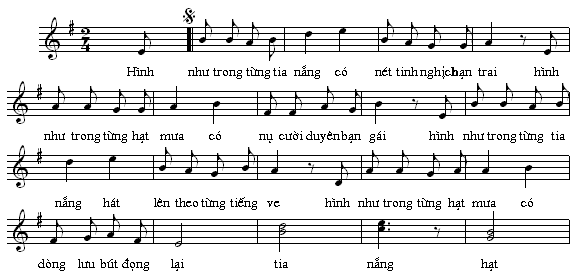 2
4
Hình như trong từng tia nắng có nét tinh nghịch bạn trai hình
như trong từng hạt mưa có nụ cười duyên bạn gái hình như trong từng tia
nắng hát lên theo từng tiếng ve hình như trong từng hạt mưa có
dòng lưu bút đọng lại tia nắng hạt